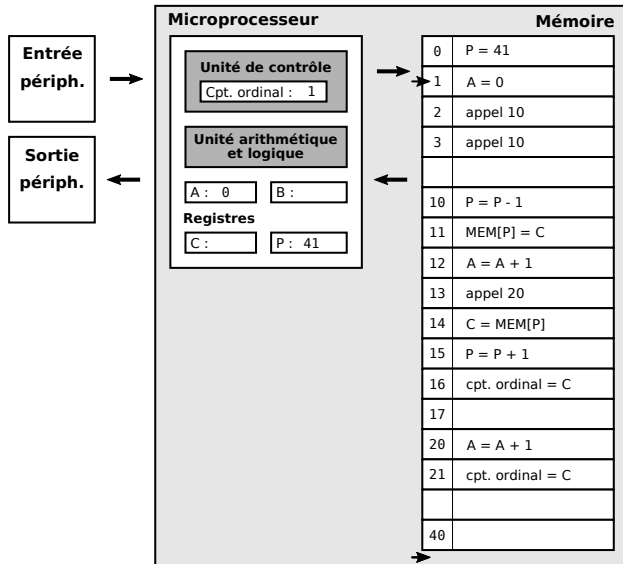 Microprocesseur
Mémoire
Entrée
périph.
Sortie
périph.
Unité de contrôle
Cpt. ordinal : 1
Unité arithmétique
et logique
A : 0
B :
Registres
C :
P : 41
0 P = 41
1 A = 0
2 appel 10
3 appel 10
10 P = P - 1
11 MEM[P] = C
12 A = A + 1
13 appel 20
14 C = MEM[P]
15 P = P + 1
16 cpt. ordinal = C
17
20 A = A + 1
21 cpt. ordinal = C
40